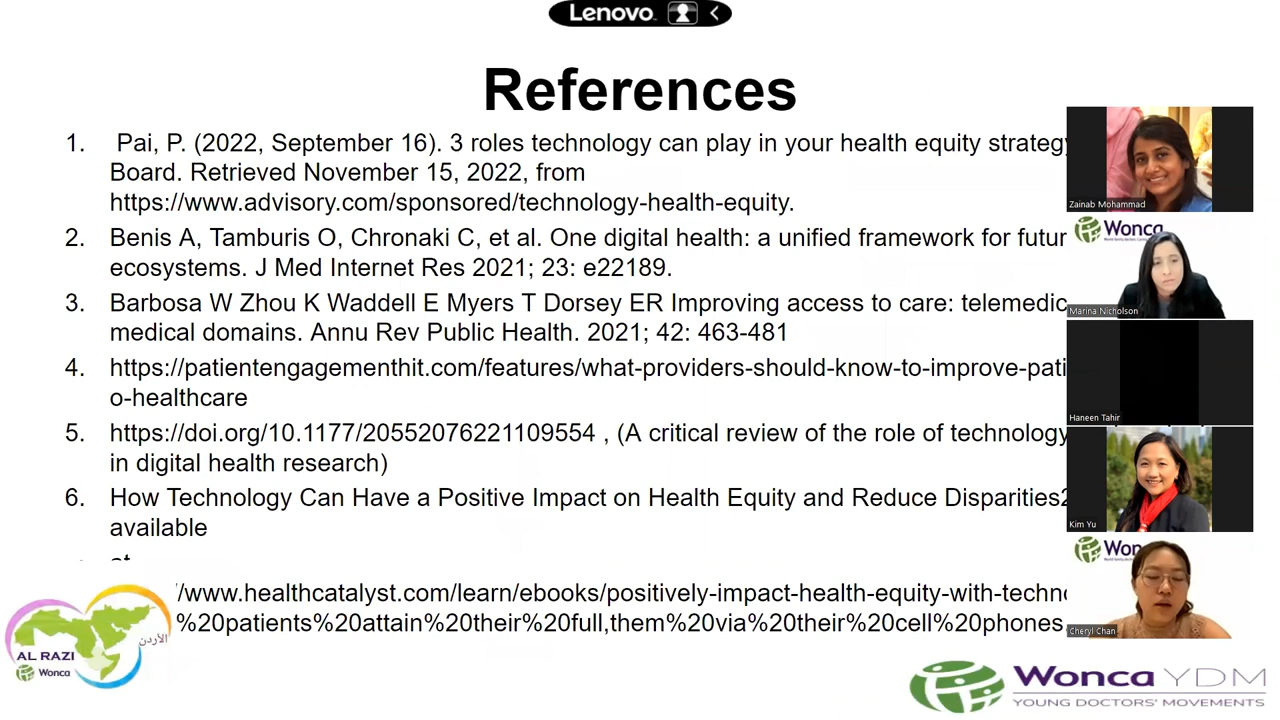 Lenovo
References
1. Pai, P. (2022, September 16). 3 roles technology can play in your health equity strategy
Board. Retrieved November 15, 2022, from
https://www.advisory.com/sponsored/technology-health-equity.
2. Benis A, Tamburis O, Chronaki C, et al. One digital health: a unified framework for futur
ecosystems. J Med Internet Res 2021; 23: e22189.
3. Barbosa W Zhou K Waddell E Myers T Dorsey ER Improving access to care: telemedic
medical domains. Annu Rev Public Health. 2021; 42: 463-481
4. https://patientengagementhit.com/features/what-providers-should-know-to-improve-pati
o-healthcare
5. https://doi.org/10.1177/20552076221109554 , (A critical review of the role of technology
in digital health research)
6. How Technology Can Have a Positive Impact on Health Equity and Reduce Disparities
available
at
/www.healthcatalyst.com/learn/ebooks/positively-impact-health-equity-with-techno
%20patients%20attain%20their%20full,them%20via%20their%20cell%20phones.
Zainab Mohammad
Wonca
Marina Nicholson
Haneen Tahir
Kim Yu
Won
Cheryl Chan
الأردن
AL RAZI
Wonca
Wonca YDM
YOUNG DOCTORS' MOVEMENTS